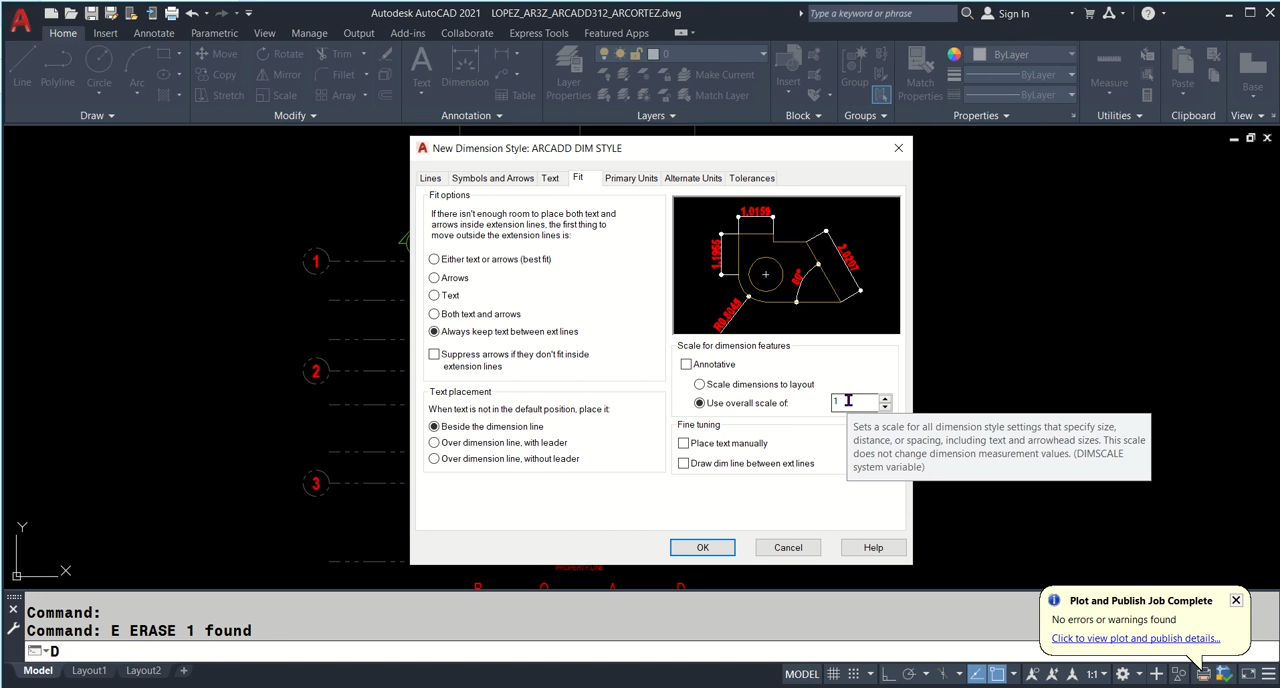 Autodesk AutoCAD 2021 LOPEZ_AR3Z_ARCADD312_ARCORTEZ.dwg
Type a keyword or phrase
Sign In
Home Insert Annotate Parametric View Manage Output Add-ins Collaborate Express Tools Featured Apps
Line Polyline Circle Arc
Move Rotate Trim
Copy Mirror Fillet
Stretch Scale Array
Text Dimension
Table
Layer Properties
0
Make Current
Match Layer
Insert
Group
Match Properties
ByLayer
ByLayer
ByLayer
Measure
Paste
Base
Draw Modify Annotation Layers Block Groups Properties Utilities Clipboard View
New Dimension Style: ARCADD DIM STYLE
Lines Symbols and Arrows Text Fit Primary Units Alternate Units Tolerances
Fit options
If there isn't enough room to place both text and
arrows inside extension lines, the first thing to
move outside the extension lines is:
Either text or arrows (best fit)
Arrows
Text
Both text and arrows
Always keep text between ext lines
Suppress arrows if they don't fit inside
extension lines
Text placement
When text is not in the default position, place it:
Beside the dimension line
Over dimension line, with leader
Over dimension line, without leader
1.0159
1.1955
2.0207
60°
R0.8045
Scale for dimension features
Annotative
Scale dimensions to layout
Use overall scale of: 1
Fine tuning
Place text manually
Draw dim line between ext lines
Sets a scale for all dimension style settings that specify size,
distance, or spacing, including text and arrowhead sizes. This scale
does not change dimension measurement values. (DIMSCALE
system variable)
OK Cancel Help
1
2
3
Y
X
PROPERTY LINE
R O A D
Command:
Command: E ERASE 1 found
D
Plot and Publish Job Complete
No errors or warnings found
Click to view plot and publish details...
Model Layout1 Layout2 +
MODEL 1:1